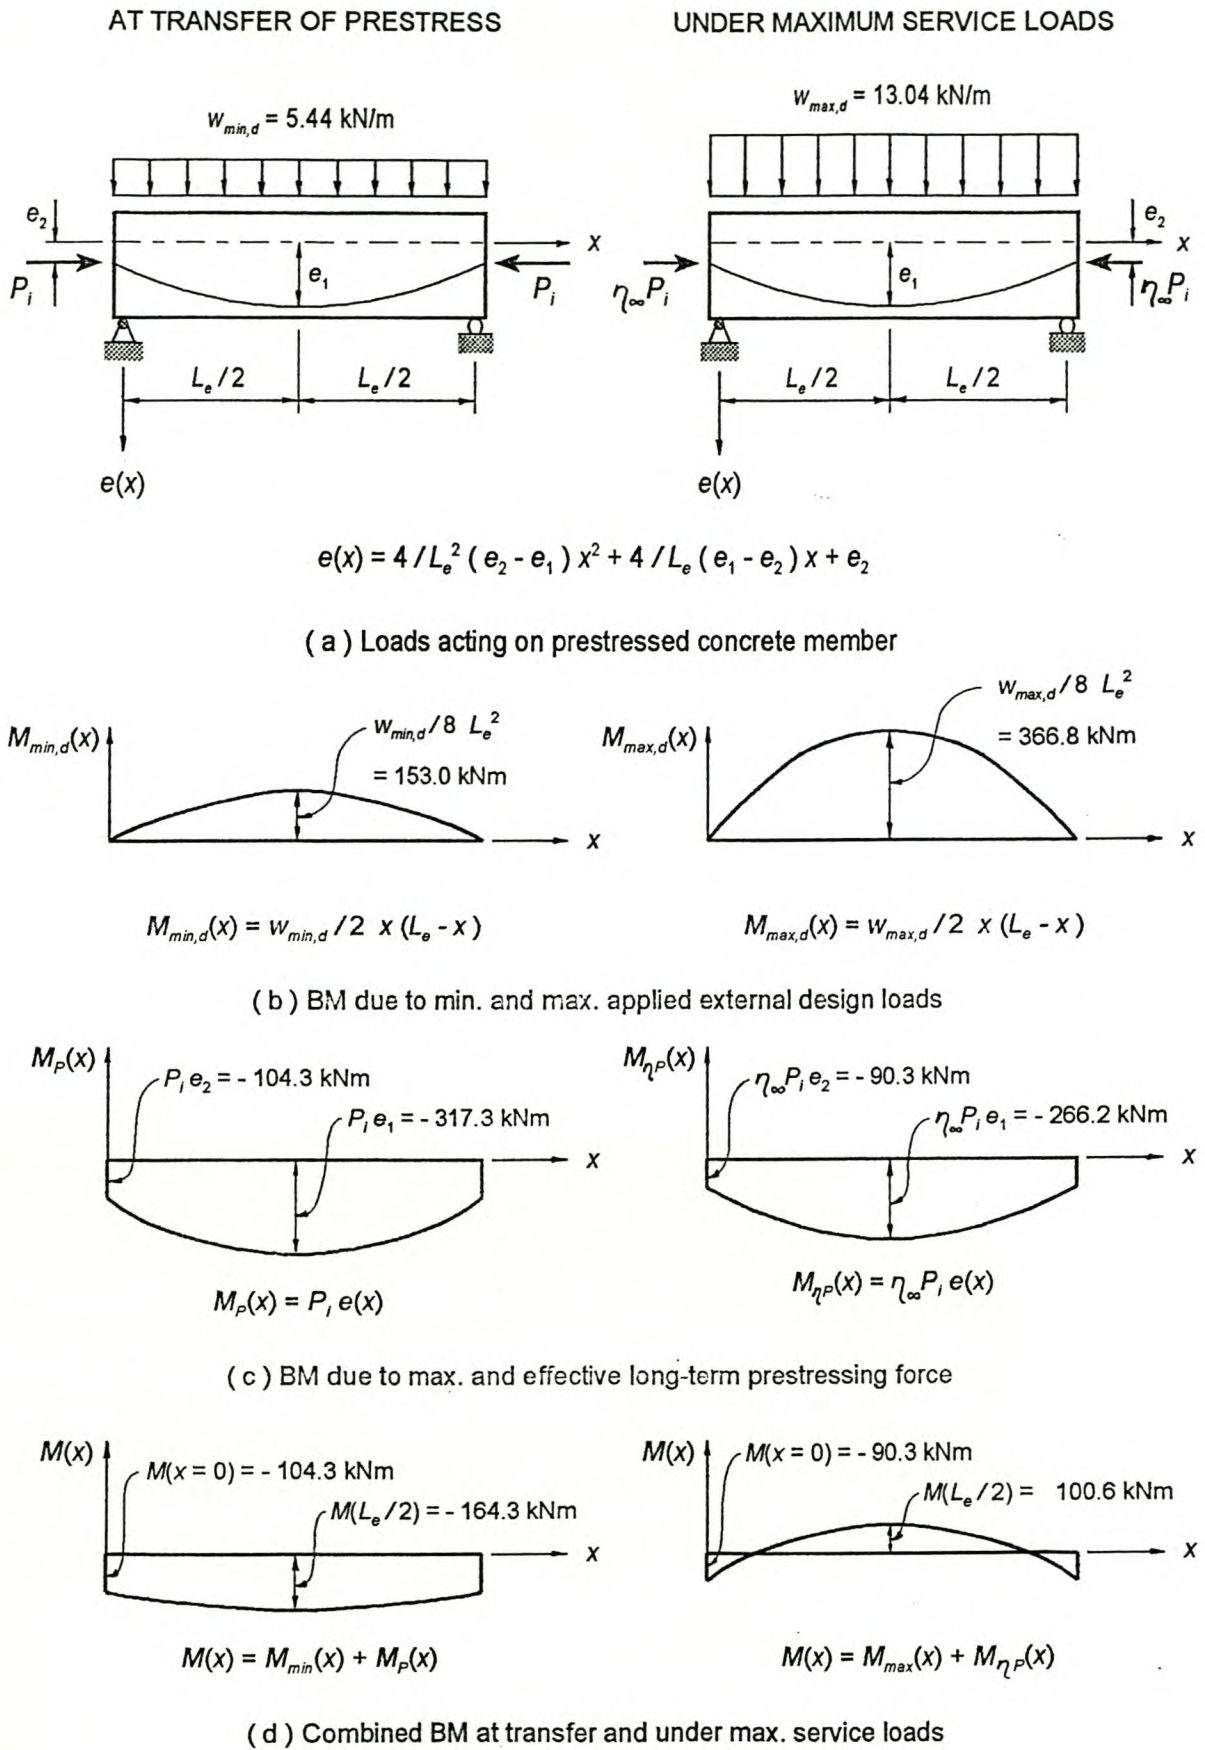 AT TRANSFER OF PRESTRESS
UNDER MAXIMUM SERVICE LOADS
w_min,d = 5.44 kN/m
w_max,d = 13.04 kN/m
e₂
x
e₁
P_i
P_i
L_e/2
L_e/2
e(x)
e₂
x
e₁
η_∞P_i
η_∞P_i
L_e/2
L_e/2
e(x)
e(x) = 4/L_e² (e₂ - e₁) x² + 4/L_e (e₁ - e₂) x + e₂
( a ) Loads acting on prestressed concrete member
M_min,d(x)
w_min,d/8 L_e²
= 153.0 kNm
x
M_max,d(x)
w_max,d/8 L_e²
= 366.8 kNm
x
M_min,d(x) = w_min,d/2 x (L_e - x)
M_max,d(x) = w_max,d/2 x (L_e - x)
( b ) BM due to min. and max. applied external design loads
M_P(x)
P_i e₂ = - 104.3 kNm
P_i e₁ = - 317.3 kNm
x
M_ηP(x)
η_∞P_i e₂ = - 90.3 kNm
η_∞P_i e₁ = - 266.2 kNm
x
M_P(x) = P_i e(x)
M_ηP(x) = η_∞P_i e(x)
( c ) BM due to max. and effective long-term prestressing force
M(x)
M(x = 0) = - 104.3 kNm
M(L_e/2) = - 164.3 kNm
x
M(x)
M(x = 0) = - 90.3 kNm
M(L_e/2) = 100.6 kNm
x
M(x) = M_min(x) + M_P(x)
M(x) = M_max(x) + M_ηP(x)
( d ) Combined BM at transfer and under max. service loads